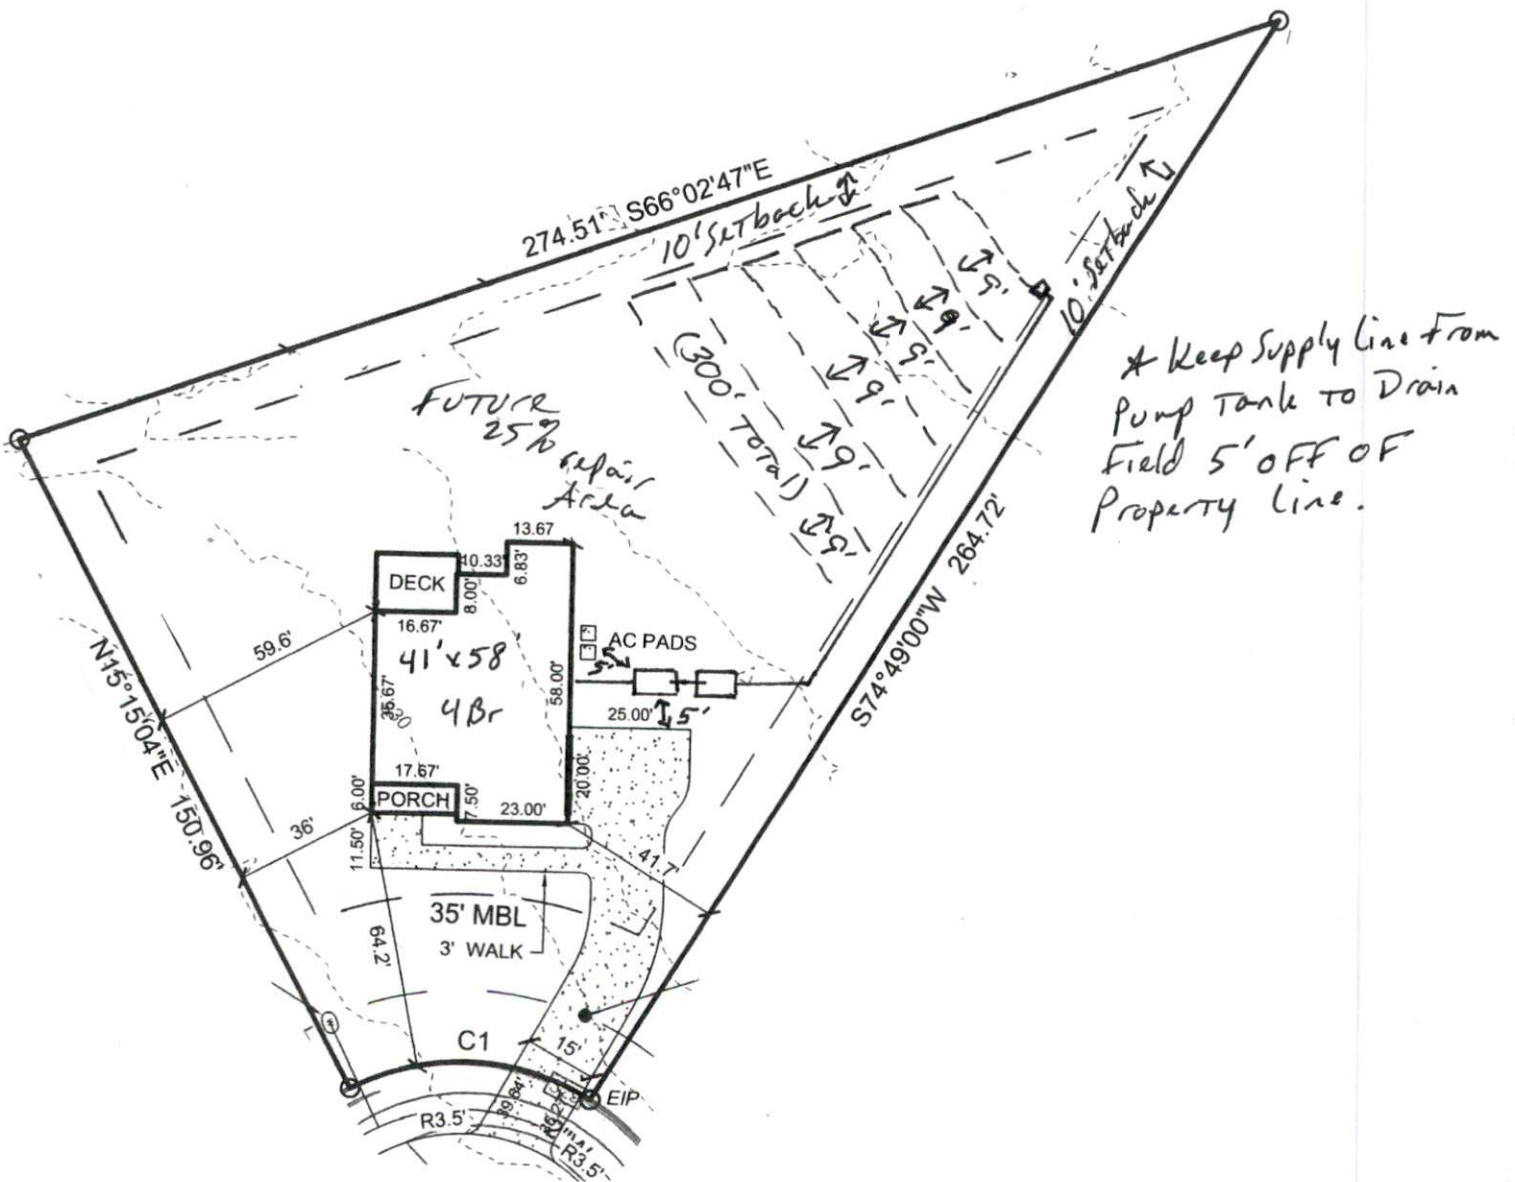 274.51' S66°02'47"E
10' Setback
10' Setback
9'
9'
9'
9'
9'
9'
(300' Total)
* Keep Supply Line From
Pump Tank To Drain
Field 5' OFF OF
Property Line.
Future
25%
repair
Area
13.67
10.33'
6.83'
DECK
8.00'
16.67'
59.6'
AC PADS
5'
41' x 58'
4 Br
35.67'
58.00'
25.00'
5'
N15°15'04"E 150.96'
S74°49'00"W 264.72'
17.67'
6.00'
PORCH
7.50'
23.00'
20.00'
36'
11.50'
41.7'
35' MBL
3' WALK
64.2'
C1
15'
EIP
39.64'
R3.5'
R3.5'